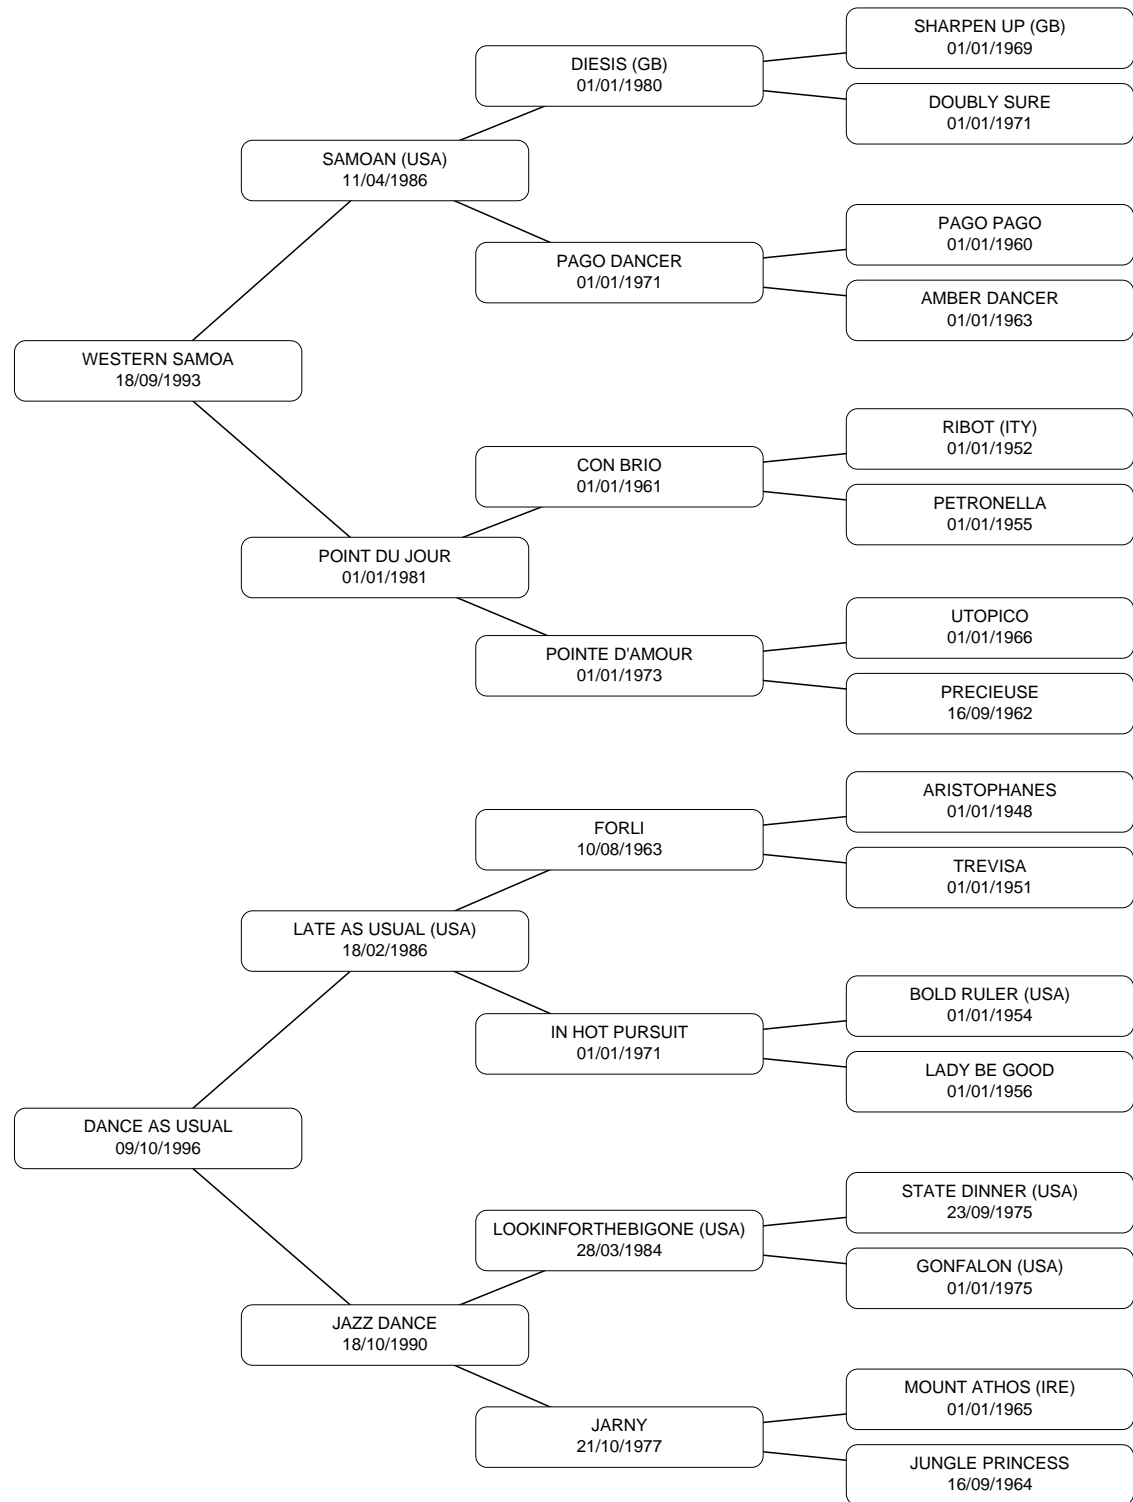 SHARPEN UP (GB)
01/01/1969
DIESIS (GB)
01/01/1980
DOUBLY SURE
01/01/1971
SAMOAN (USA)
11/04/1986
PAGO PAGO
01/01/1960
PAGO DANCER
01/01/1971
AMBER DANCER
01/01/1963
WESTERN SAMOA
18/09/1993
RIBOT (ITY)
01/01/1952
CON BRIO
01/01/1961
PETRONELLA
01/01/1955
POINT DU JOUR
01/01/1981
UTOPICO
01/01/1966
POINTE D'AMOUR
01/01/1973
PRECIEUSE
16/09/1962
ARISTOPHANES
01/01/1948
FORLI
10/08/1963
TREVISA
01/01/1951
LATE AS USUAL (USA)
18/02/1986
BOLD RULER (USA)
01/01/1954
IN HOT PURSUIT
01/01/1971
LADY BE GOOD
01/01/1956
DANCE AS USUAL
09/10/1996
STATE DINNER (USA)
23/09/1975
LOOKINFORTHEBIGONE (USA)
28/03/1984
GONFALON (USA)
01/01/1975
JAZZ DANCE
18/10/1990
MOUNT ATHOS (IRE)
01/01/1965
JARNY
21/10/1977
JUNGLE PRINCESS
16/09/1964